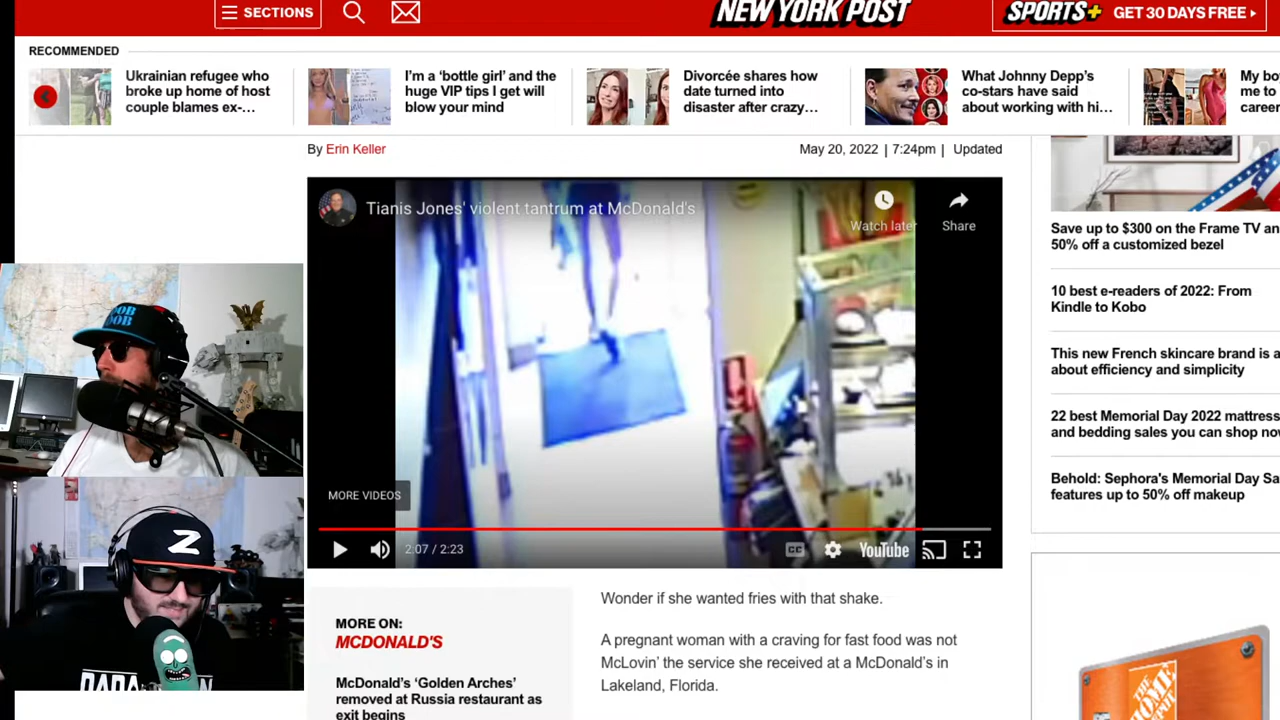 SECTIONS
NEW YORK POST
SPORTS+
GET 30 DAYS FREE
RECOMMENDED
Ukrainian refugee who
broke up home of host
couple blames ex-...
I'm a 'bottle girl' and the
huge VIP tips I get will
blow your mind
Divorcée shares how
date turned into
disaster after crazy...
What Johnny Depp's
co-stars have said
about working with hi...
My bo
me to
career
By Erin Keller
May 20, 2022 | 7:24pm | Updated
Tianis Jones' violent tantrum at McDonald's
Watch later
Share
MORE VIDEOS
2:07 / 2:23
CC
YouTube
Save up to $300 on the Frame TV an
50% off a customized bezel
10 best e-readers of 2022: From
Kindle to Kobo
This new French skincare brand is a
about efficiency and simplicity
22 best Memorial Day 2022 mattress
and bedding sales you can shop now
Behold: Sephora's Memorial Day Sa
features up to 50% off makeup
Z
MORE ON:
MCDONALD'S
McDonald's 'Golden Arches'
removed at Russia restaurant as
exit begins
Wonder if she wanted fries with that shake.
A pregnant woman with a craving for fast food was not
McLovin' the service she received at a McDonald's in
Lakeland, Florida.
THE
HOME
DEPOT